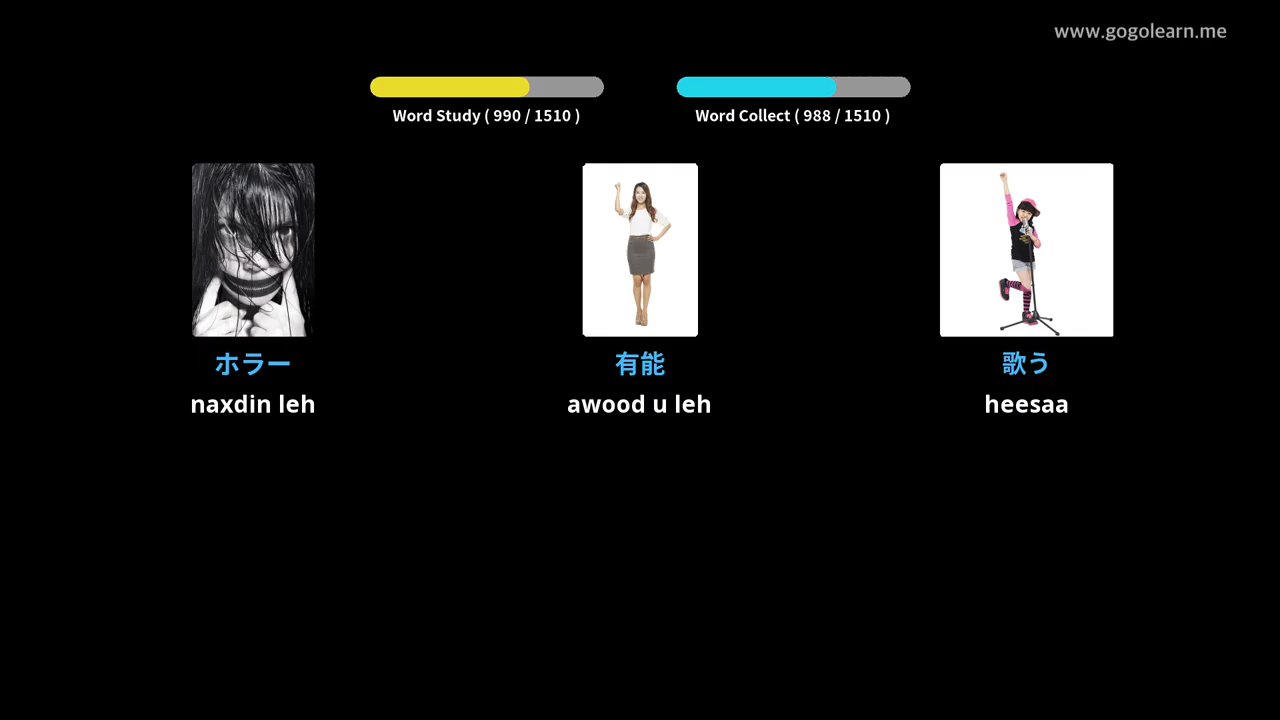 www.gogolearn.me
Word Study ( 990 / 1510 )
Word Collect ( 988 / 1510 )
ホラー
有能
歌う
naxdin leh
awood u leh
heesaa